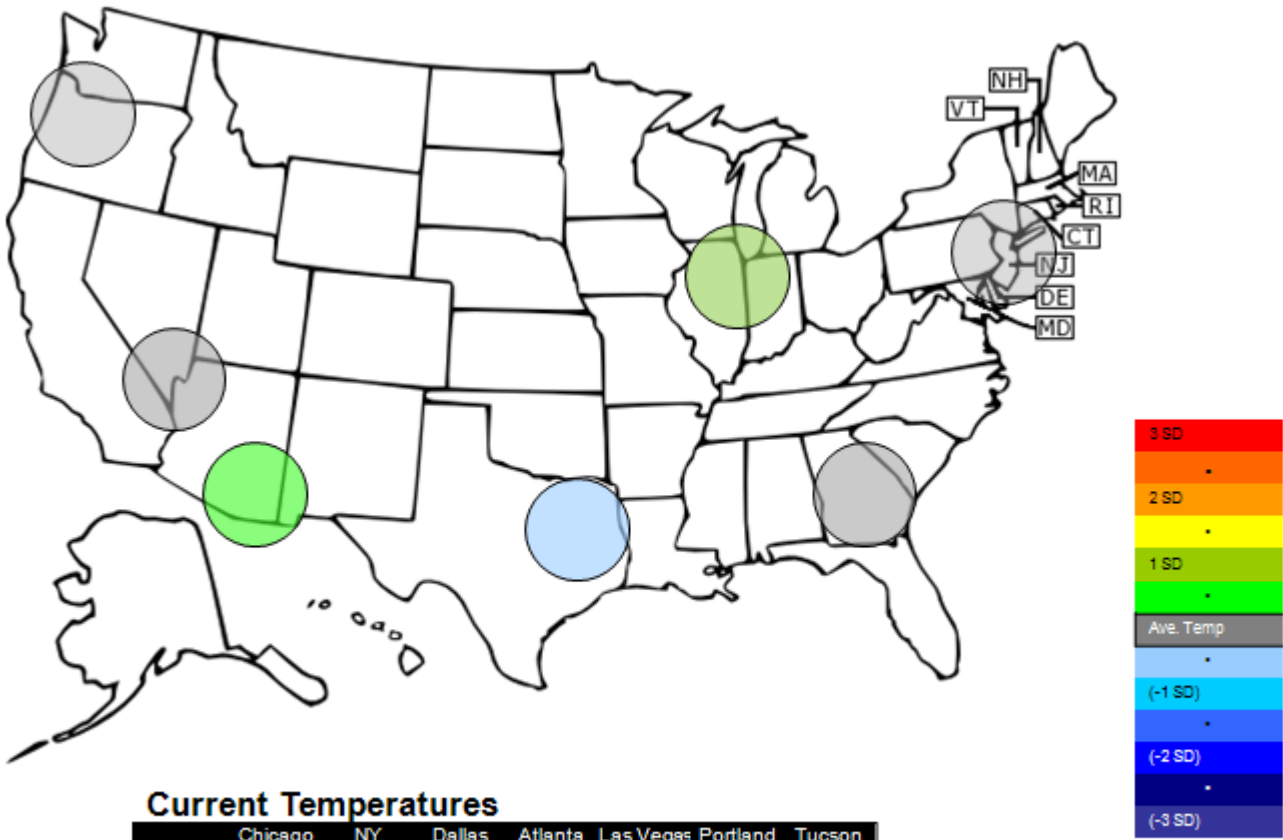 NH
VT
MA
RI
CT
NJ
DE
MD
3 SD
2 SD
1 SD
Ave. Temp
(-1 SD)
(-2 SD)
(-3 SD)
Current Temperatures
Chicago NY Dallas Atlanta Las Vegas Portland Tucson